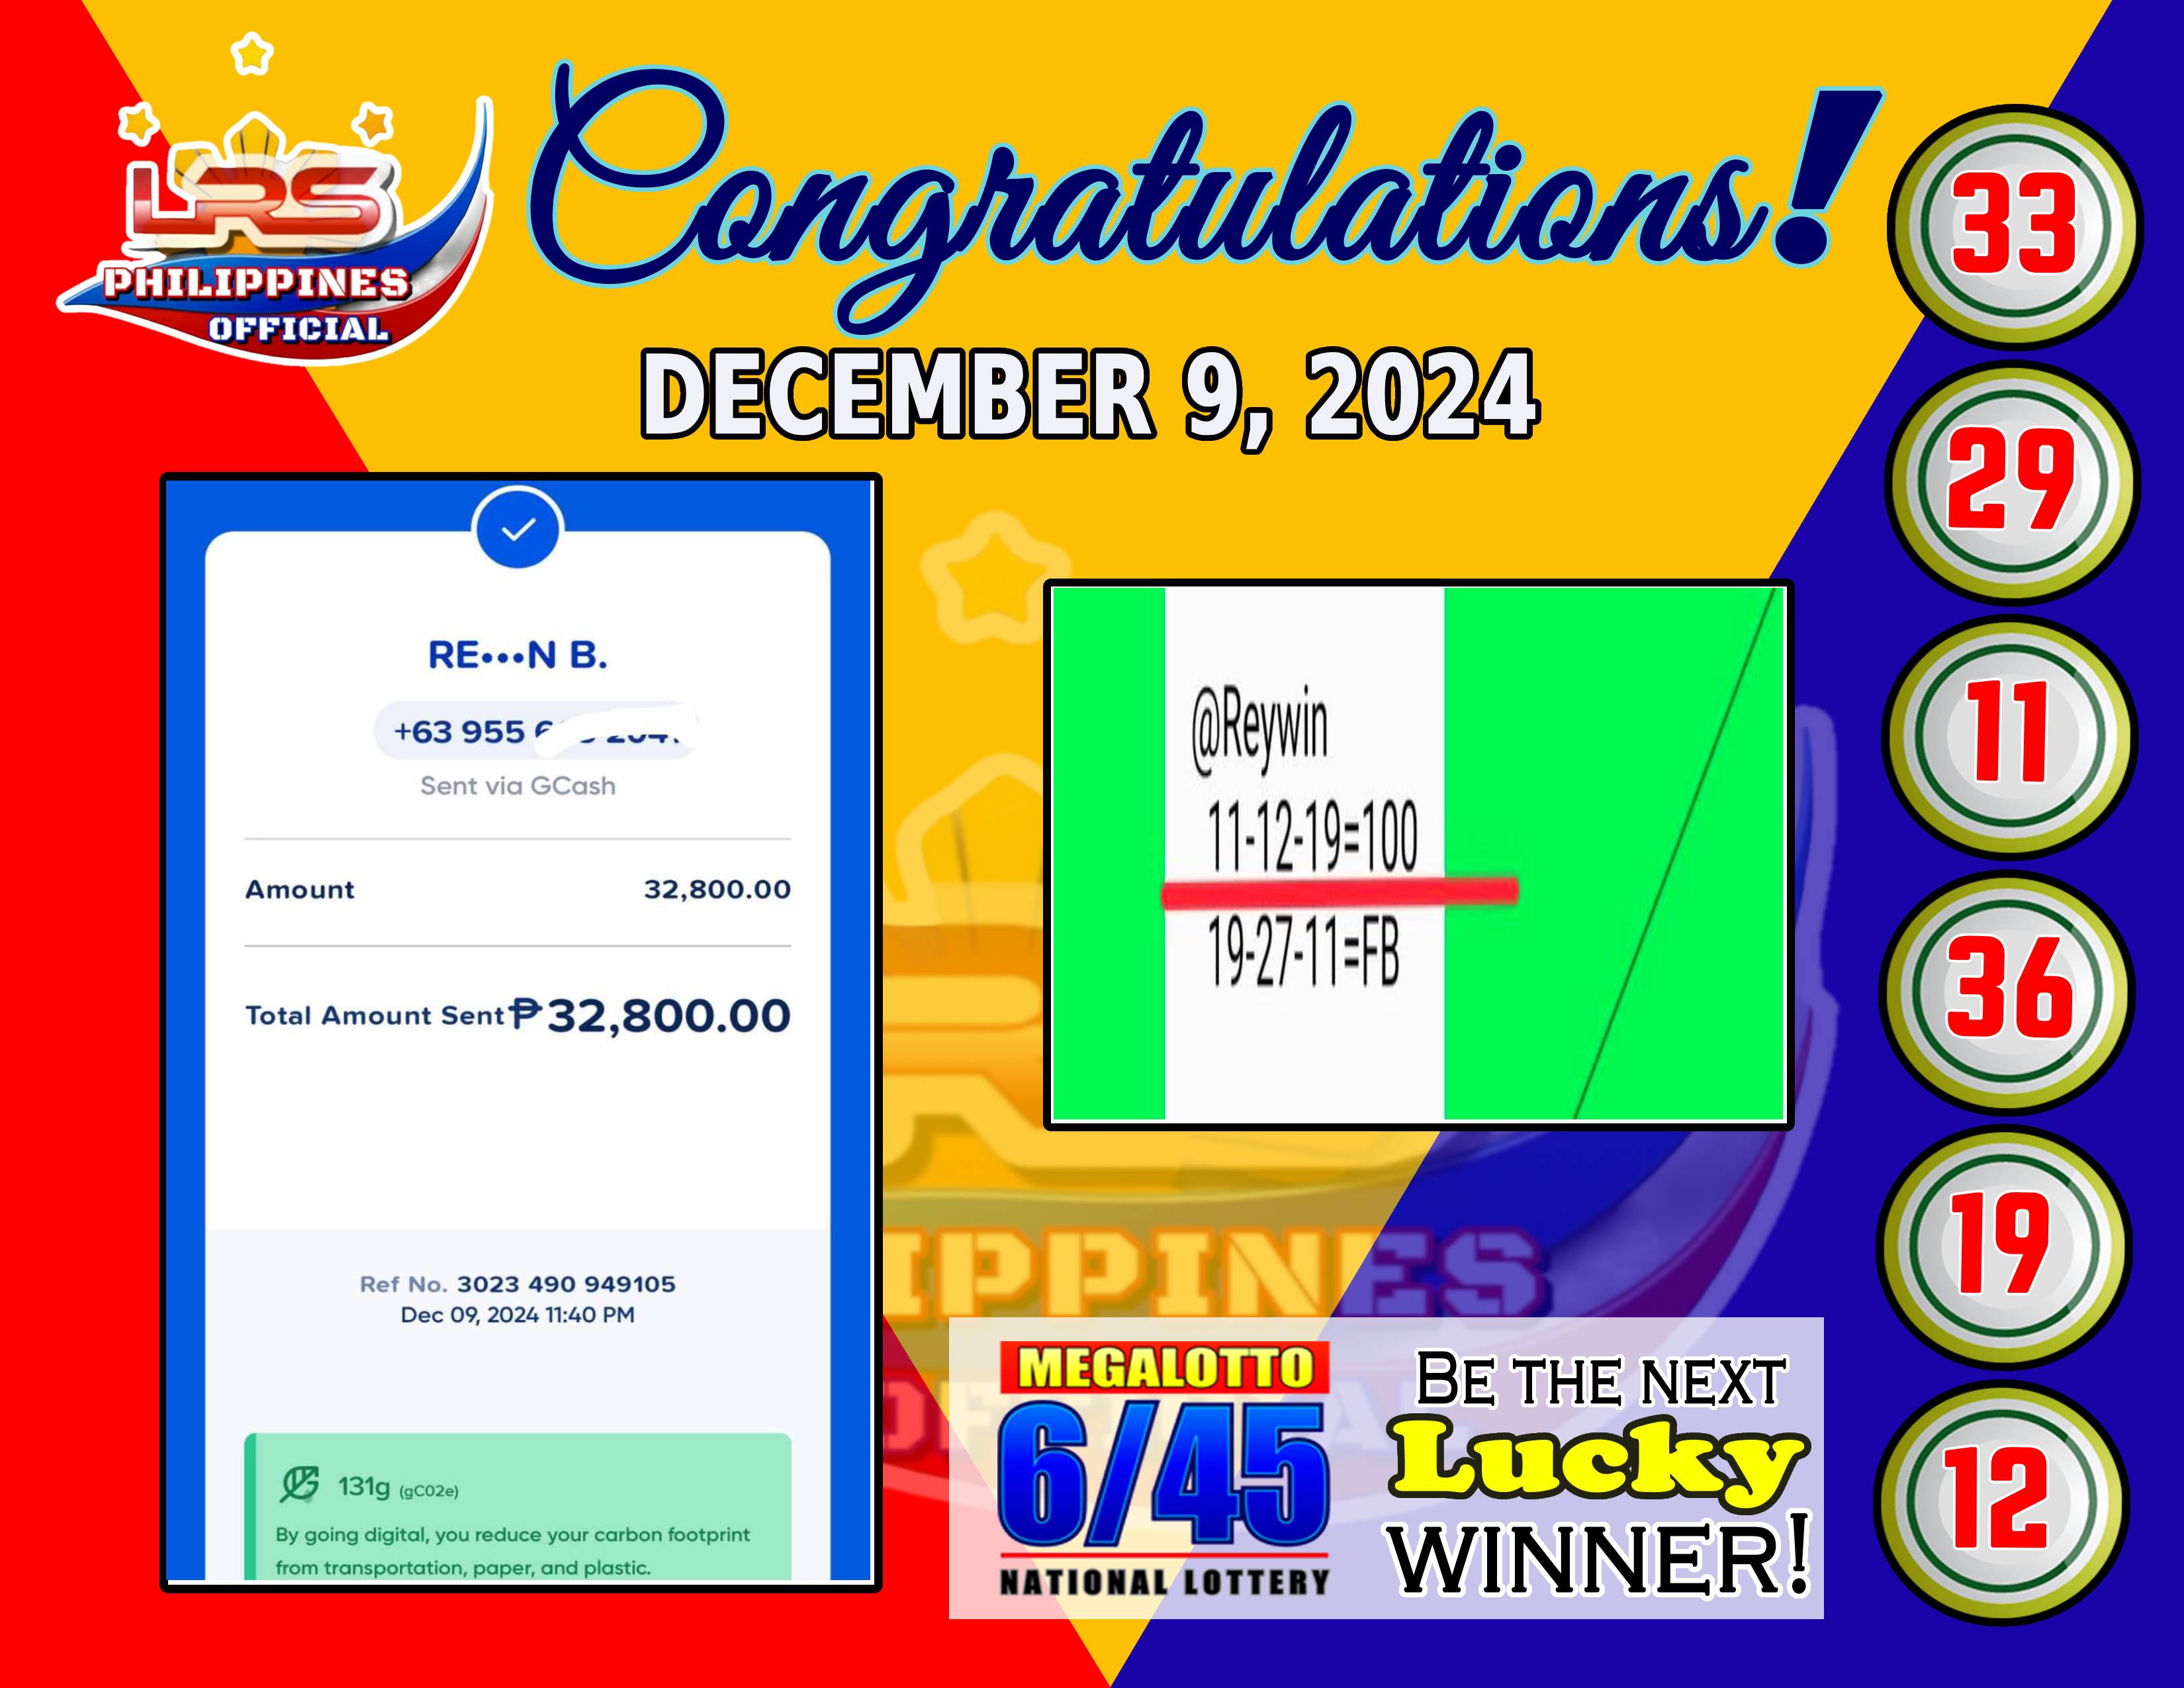 LRS
PHILIPPINES
OFFICIAL
Congratulations!
DECEMBER 9, 2024
RE•••N B.
+63 955 6
Sent via GCash
Amount 32,800.00
Total Amount Sent ₱32,800.00
Ref No. 3023 490 949105
Dec 09, 2024 11:40 PM
131g (gCO2e)
By going digital, you reduce your carbon footprint
from transportation, paper, and plastic.
@Reywin
11-12-19=100
19-27-11=FB
MEGALOTTO
6/45
NATIONAL LOTTERY
BE THE NEXT
Lucky
WINNER!
33
29
11
36
19
12